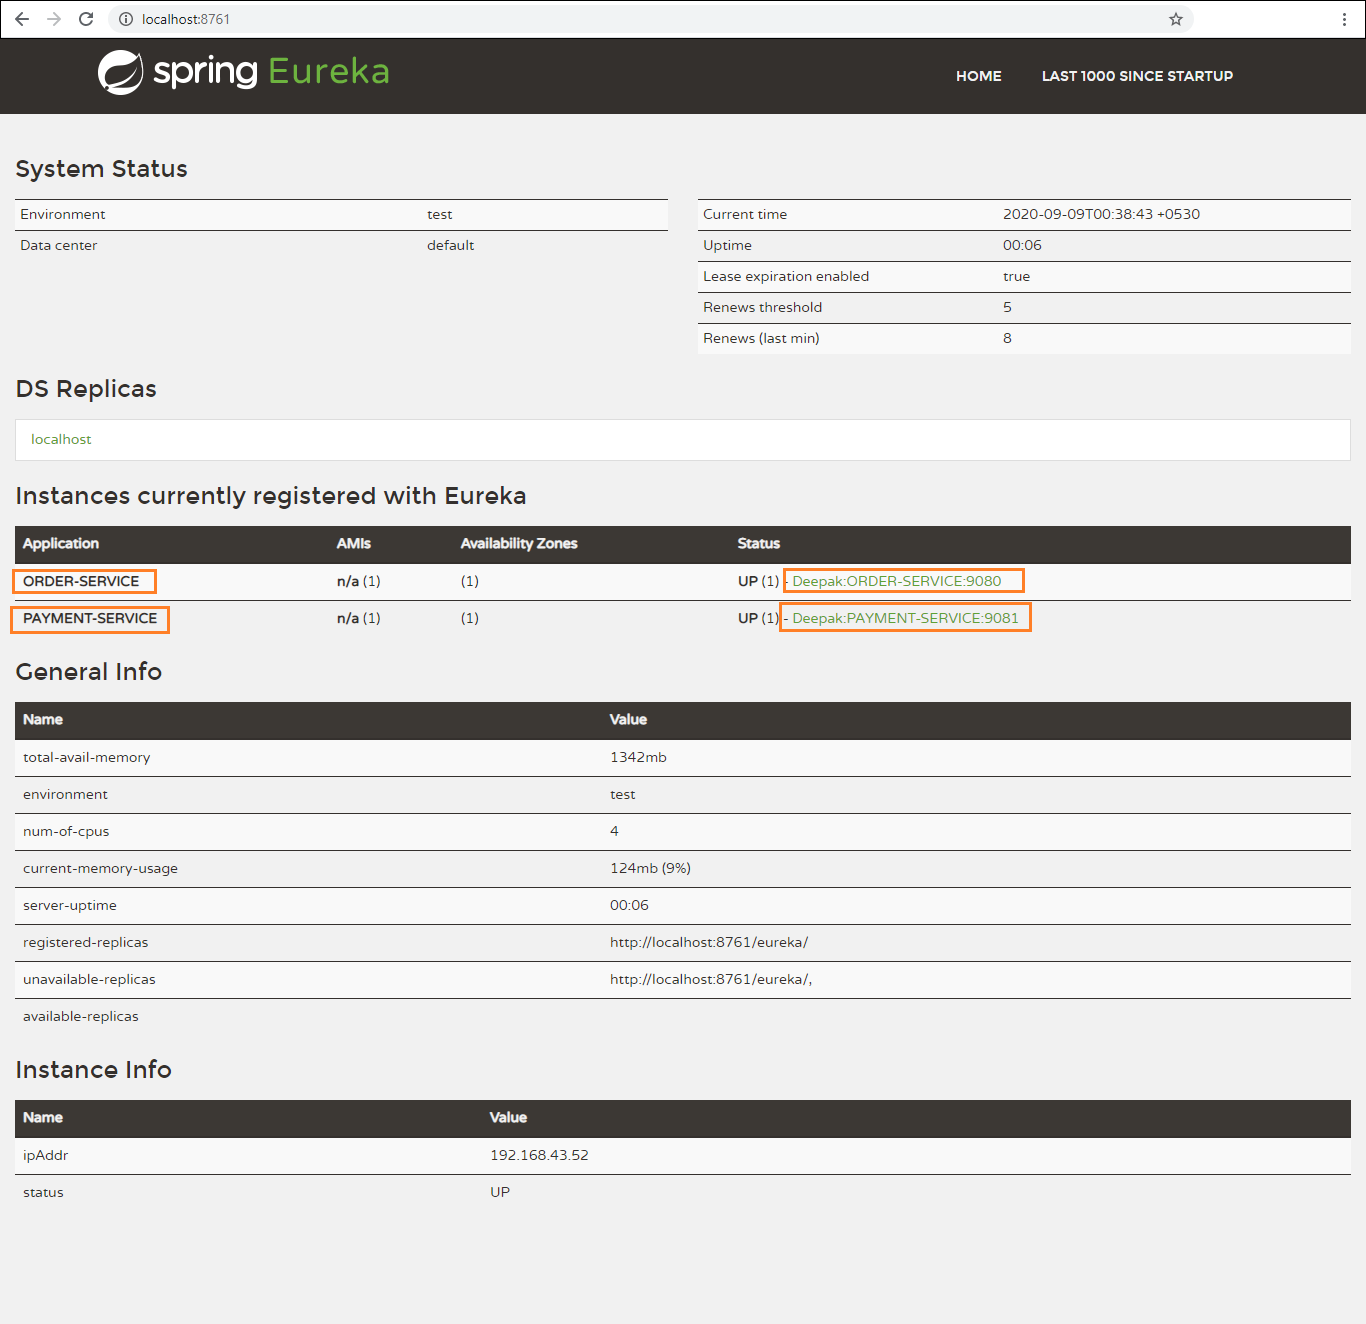 localhost:8761
spring Eureka
HOME LAST 1000 SINCE STARTUP
System Status
Environment test
Data center default
Current time 2020-09-09T00:38:43 +0530
Uptime 00:06
Lease expiration enabled true
Renews threshold 5
Renews (last min) 8
DS Replicas
localhost
Instances currently registered with Eureka
Application AMIs Availability Zones Status
ORDER-SERVICE n/a (1) (1) UP (1) - Deepak:ORDER-SERVICE:9080
PAYMENT-SERVICE n/a (1) (1) UP (1) - Deepak:PAYMENT-SERVICE:9081
General Info
Name Value
total-avail-memory 1342mb
environment test
num-of-cpus 4
current-memory-usage 124mb (9%)
server-uptime 00:06
registered-replicas http://localhost:8761/eureka/
unavailable-replicas http://localhost:8761/eureka/,
available-replicas
Instance Info
Name Value
ipAddr 192.168.43.52
status UP